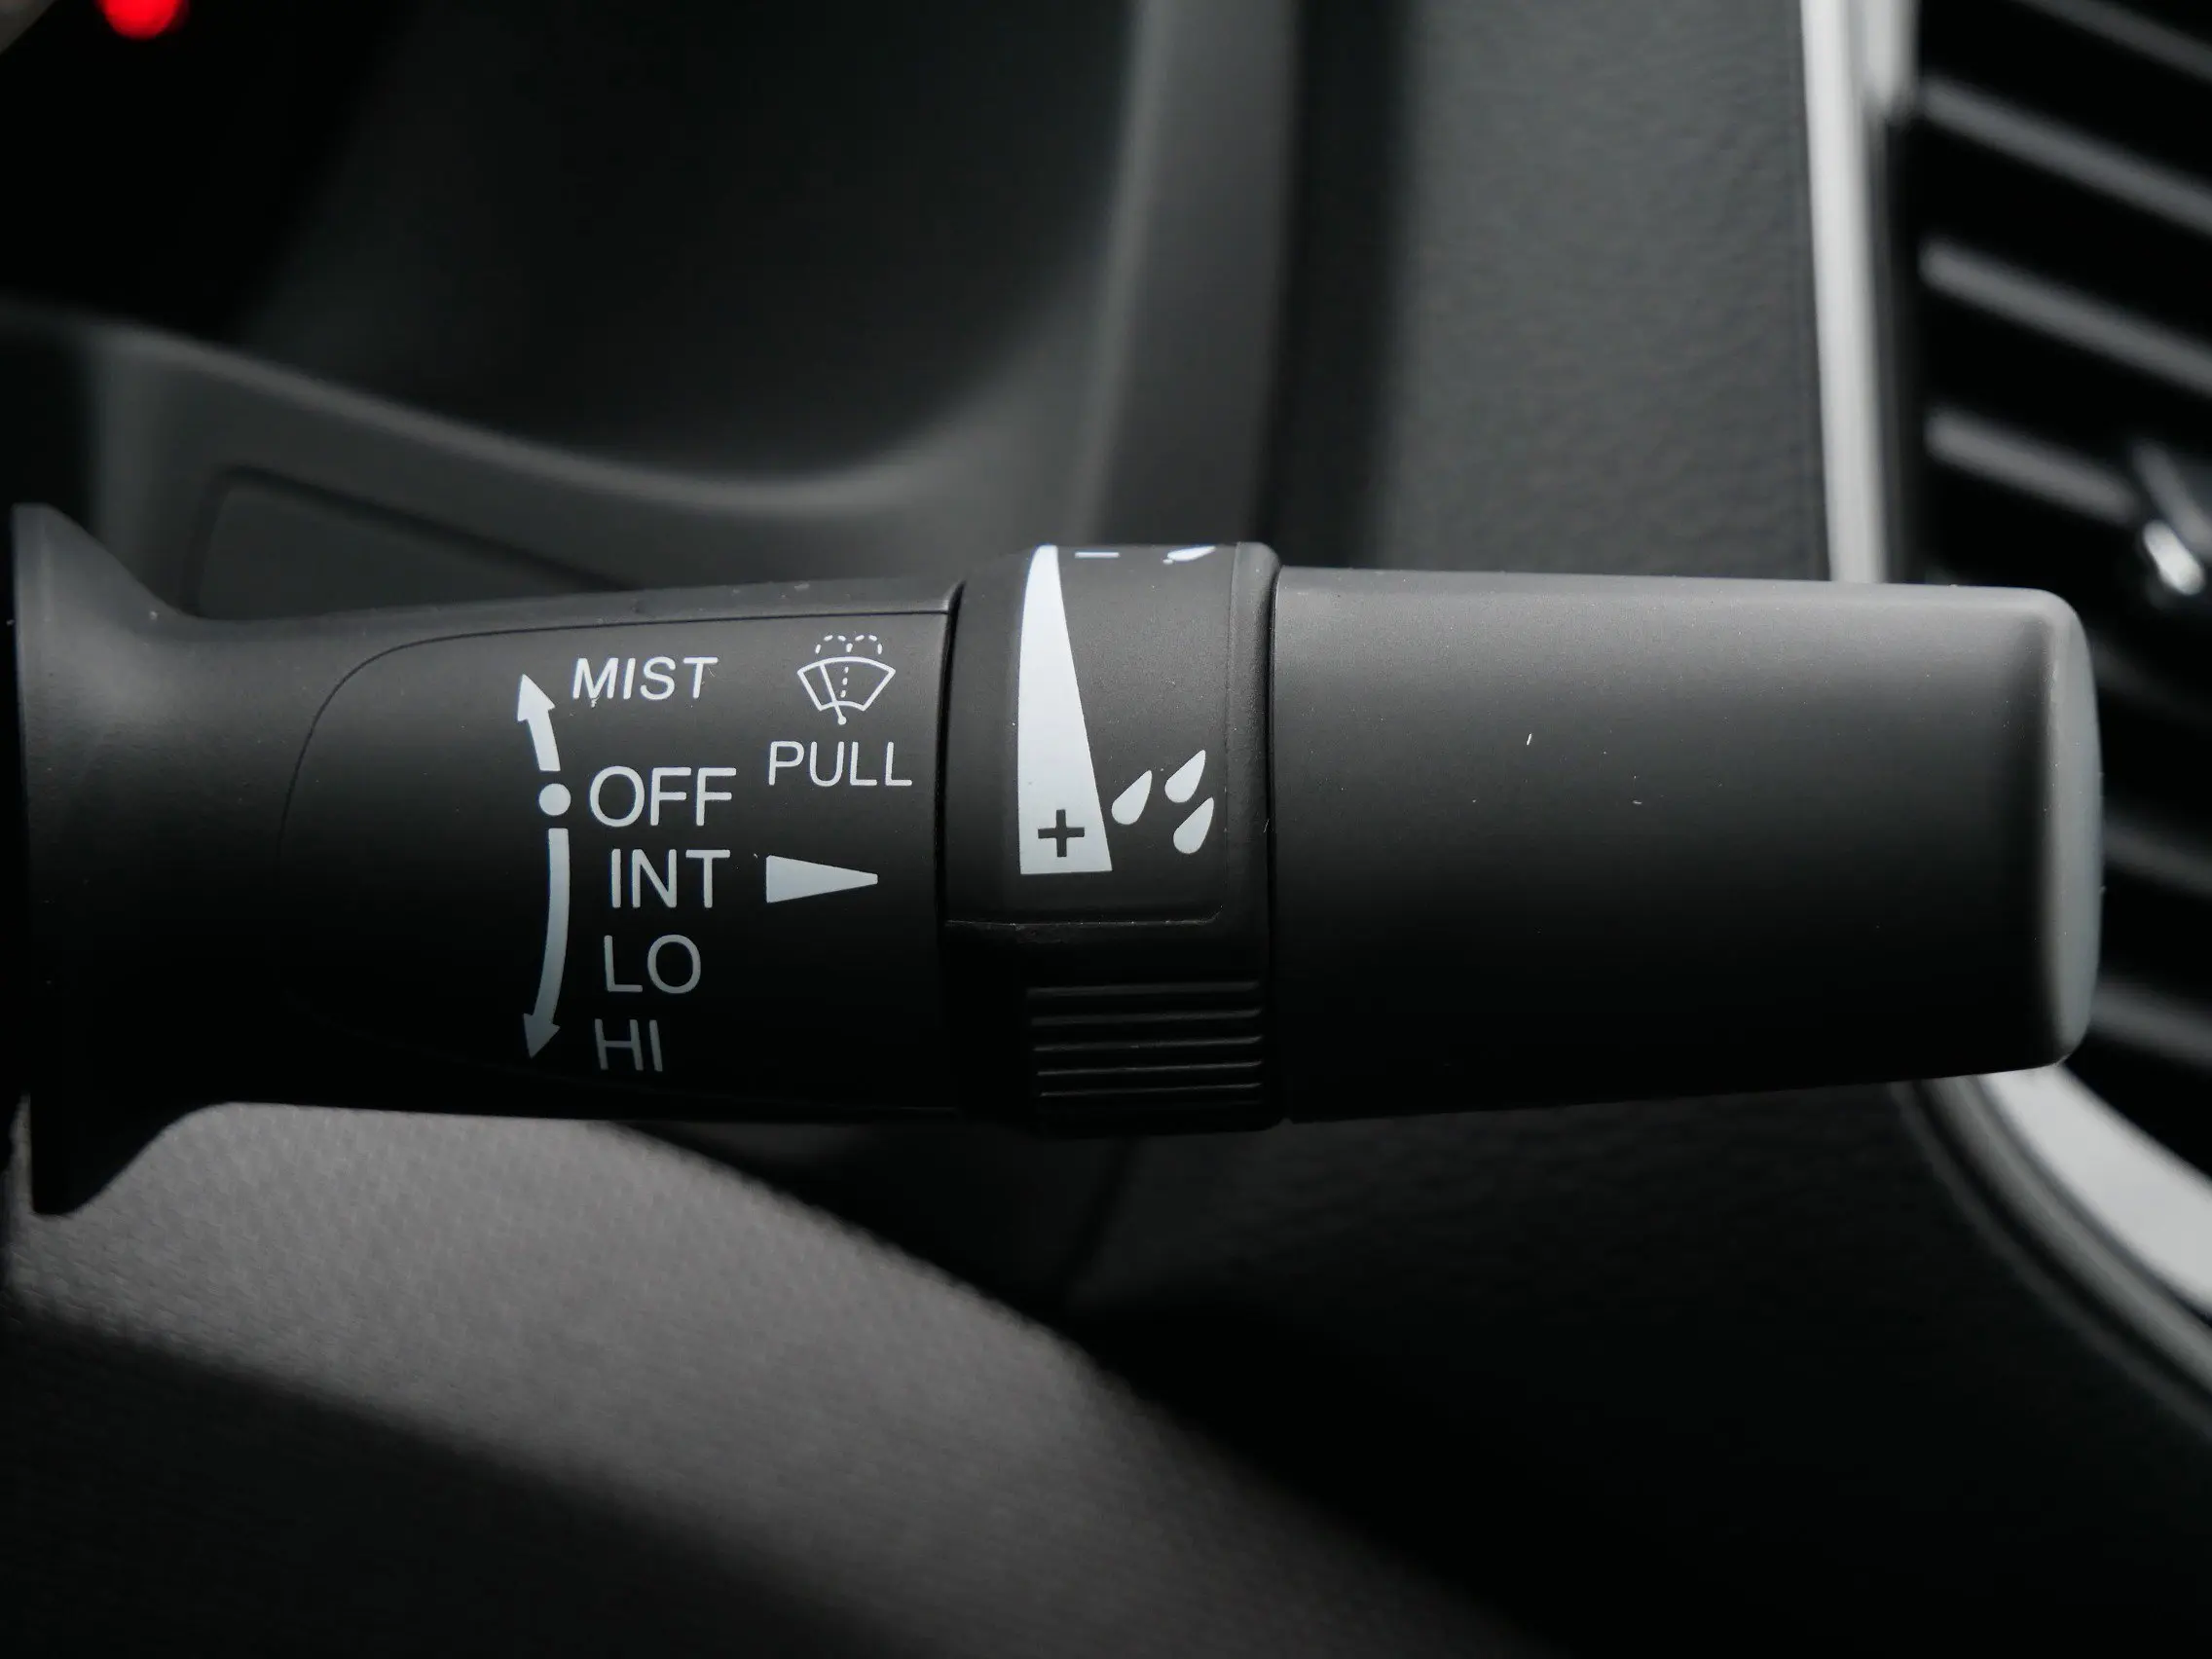 MIST
PULL
OFF
INT
LO
HI
- 
+